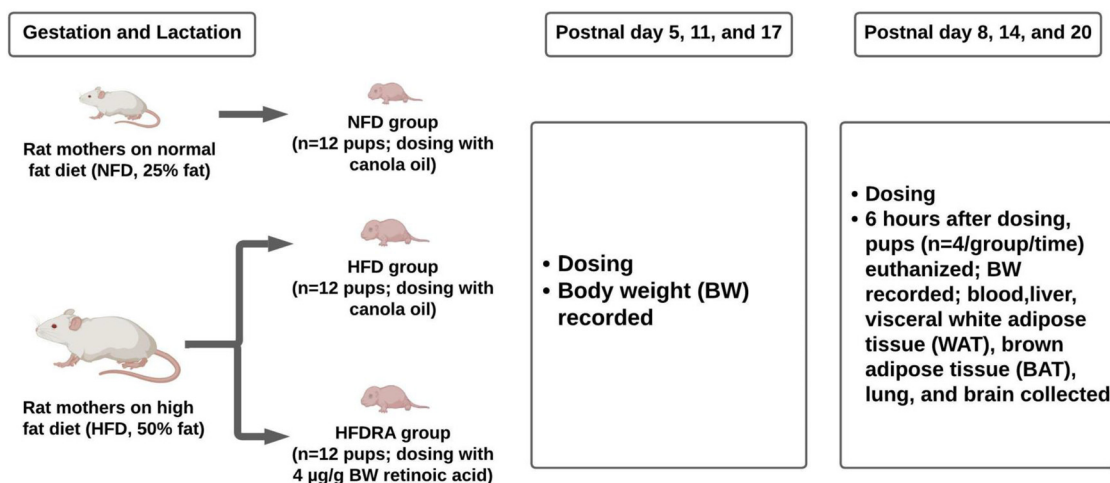 Gestation and Lactation
Postnal day 5, 11, and 17
Postnal day 8, 14, and 20
Rat mothers on normal
fat diet (NFD, 25% fat)
NFD group
(n=12 pups; dosing with
canola oil)
HFD group
(n=12 pups; dosing with
canola oil)
Rat mothers on high
fat diet (HFD, 50% fat)
HFDRA group
(n=12 pups; dosing with
4 µg/g BW retinoic acid)
• Dosing
• Body weight (BW)
recorded
• Dosing
• 6 hours after dosing,
pups (n=4/group/time)
euthanized; BW
recorded; blood,liver,
visceral white adipose
tissue (WAT), brown
adipose tissue (BAT),
lung, and brain collected